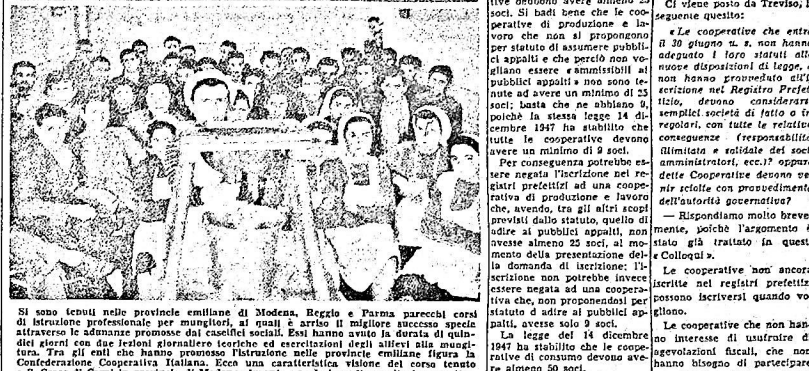 Si sono tenuti nelle provincie emiliane di Modena, Reggio e Parma parecchi corsi
di istruzione professionale per mungitori, ai quali è arriso il migliore successo specie
attraverso le adunanze promosse dai caseifici sociali. Essi hanno avuto la durata di quin-
dici giorni con due lezioni giornaliere teoriche ed esercitazioni degli allievi alla mungi-
tura. Tra gli enti che hanno promosso l'istruzione nelle provincie emiliane figura la
Confederazione Cooperativa Italiana. Ecco una caratteristica visione del corso tenuto
tive debbono avere almeno 25
soci. Si badi bene che le coo-
perative di produzione e la-
voro che non si propongono
per statuto di assumere pubbli-
ci appalti e che perciò non vo-
gliano essere « ammissibili ai
pubblici appalti » non sono te-
nute ad avere un minimo di 25
soci; basta che ne abbiano 9,
poichè la stessa legge 14 di-
cembre 1947 ha stabilito che
tutte le cooperative devono
avere un minimo di 9 soci.
Per conseguenza potrebbe es-
sere negata l'iscrizione nei re-
gistri prefettizi ad una coope-
rativa di produzione e lavoro
che, avendo, tra gli altri scopi
previsti dallo statuto, quello di
adire ai pubblici appalti, non
avesse almeno 25 soci, al mo-
mento della presentazione del-
la domanda di iscrizione; l'i-
scrizione non potrebbe invece
essere negata ad una coopera-
tiva che, non proponendosi per
statuto d adire ai pubblici ap-
palti, avesse solo 9 soci.
La legge del 14 dicembre
1947 ha stabilito che le coope-
rative di consumo devono ave-
re almeno 50 soci.
Ci viene posto da Treviso, i
seguente quesito:
« Le cooperative che entro
il 30 giugno u. s. non hanno
adeguato i loro statuti alle
nuove disposizioni di legge,
non hanno provveduto all'i
scrizione nel Registro Prefet
tizio, devono considerarsi
semplici società di fatto o ir
regolari, con tutte le relative
conseguenze (responsabilità
illimitata e solidale dei soci
amministratori, ecc.)? oppure
dette Cooperative devono ve
nir sciolte con provvedimento
dell'autorità governativa?
— Rispondiamo molto breve
mente, poichè l'argomento è
stato già trattato in questi
« Colloqui ».
Le cooperative non ancora
iscritte nei registri prefettizi
possono iscriversi quando vo
gliono.
Le cooperative che non han
no interesse di usufruire di
agevolazioni fiscali, che non
hanno bisogno di partecipare